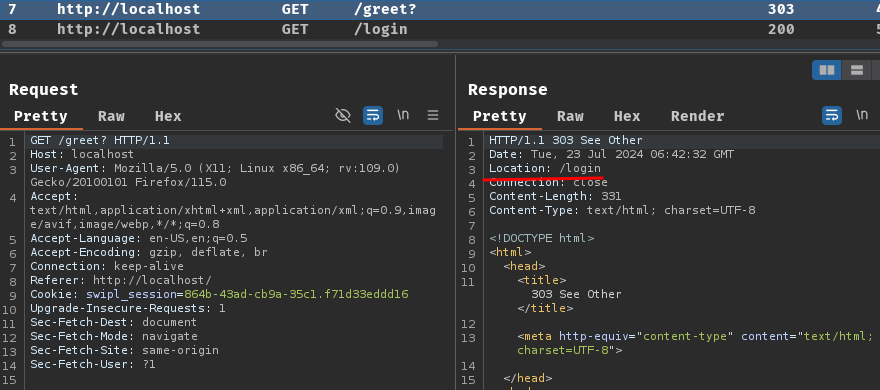 7 http://localhost GET /greet? 303
8 http://localhost GET /login 200
Request
Pretty Raw Hex \n
1 GET /greet? HTTP/1.1
2 Host: localhost
3 User-Agent: Mozilla/5.0 (X11; Linux x86_64; rv:109.0)
Gecko/20100101 Firefox/115.0
4 Accept:
text/html,application/xhtml+xml,application/xml;q=0.9,imag
e/avif,image/webp,*/*;q=0.8
5 Accept-Language: en-US,en;q=0.5
6 Accept-Encoding: gzip, deflate, br
7 Connection: keep-alive
8 Referer: http://localhost/
9 Cookie: swipl_session=864b-43ad-cb9a-35c1.f71d33eddd16
10 Upgrade-Insecure-Requests: 1
11 Sec-Fetch-Dest: document
12 Sec-Fetch-Mode: navigate
13 Sec-Fetch-Site: same-origin
14 Sec-Fetch-User: ?1
15
Response
Pretty Raw Hex Render \n
1 HTTP/1.1 303 See Other
2 Date: Tue, 23 Jul 2024 06:42:32 GMT
3 Location: /login
4 Connection: close
5 Content-Length: 331
6 Content-Type: text/html; charset=UTF-8
7
8 <!DOCTYPE html>
9 <html>
10 <head>
11 <title>
303 See Other
</title>
12
13 <meta http-equiv="content-type" content="text/html;
charset=UTF-8">
14
</head>
15